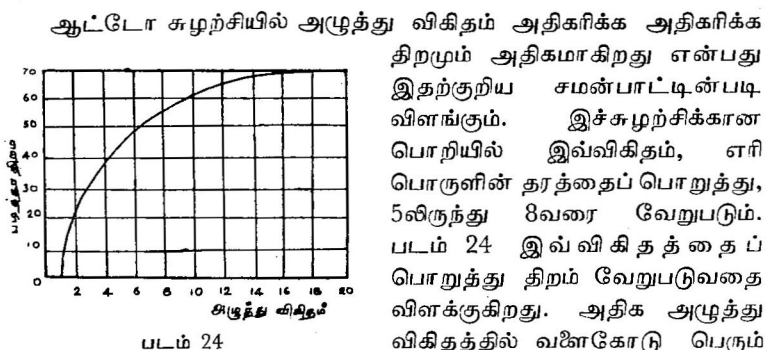 ஆட்டோ சுழற்சியில் அழுத்து விகிதம் அதிகரிக்க அதிகரிக்க
திறமும் அதிகமாகிறது என்பது
இதற்குறிய சமன்பாட்டின்படி
விளங்கும். இச்சுழற்சிக்கான
பொறியில் இவ்விகிதம், எரி
பொருளின் தரத்தைப் பொறுத்து,
5லிருந்து 8வரை வேறுபடும்.
படம் 24 இவ்விகிதத்தைப்
பொறுத்து திறம் வேறுபடுவதை
விளக்குகிறது. அதிக அழுத்து
விகிதத்தில் வளைகோடு பெரும்
70
60
50
40
30
20
10
0
2 4 6 8 10 12 14 16 18 20
அழுத்து விகிதம்
படம் 24